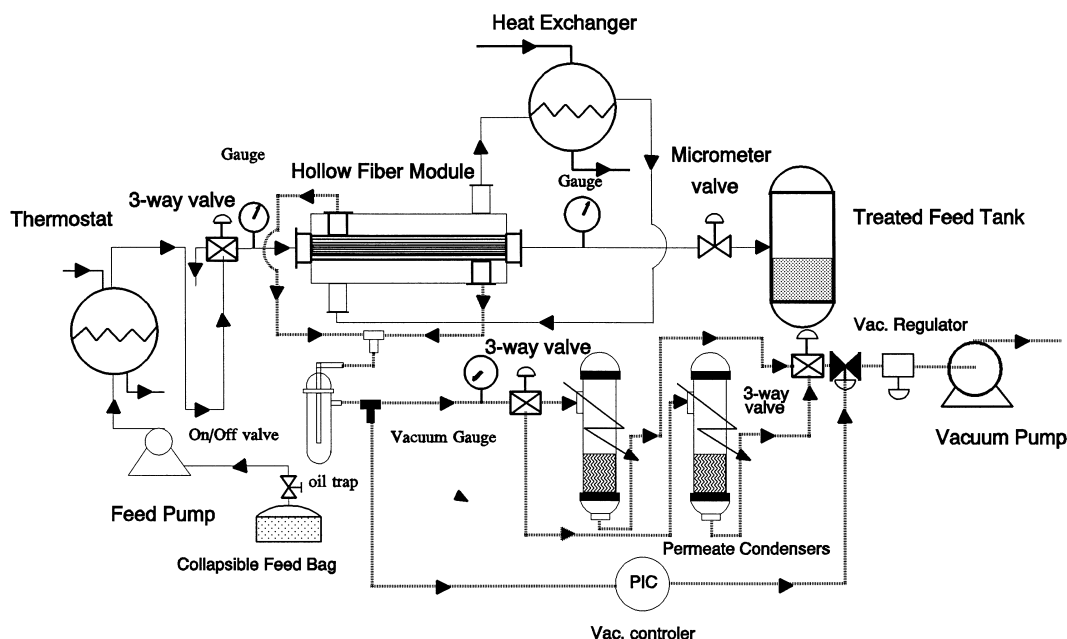 Heat Exchanger
Gauge
Hollow Fiber Module
Gauge
Micrometer
valve
3-way valve
Thermostat
Treated Feed Tank
Vac. Regulator
3-way valve
3-way
valve
On/Off valve
Vacuum Gauge
Vacuum Pump
oil trap
Feed Pump
Collapsible Feed Bag
Permeate Condensers
PIC
Vac. controler